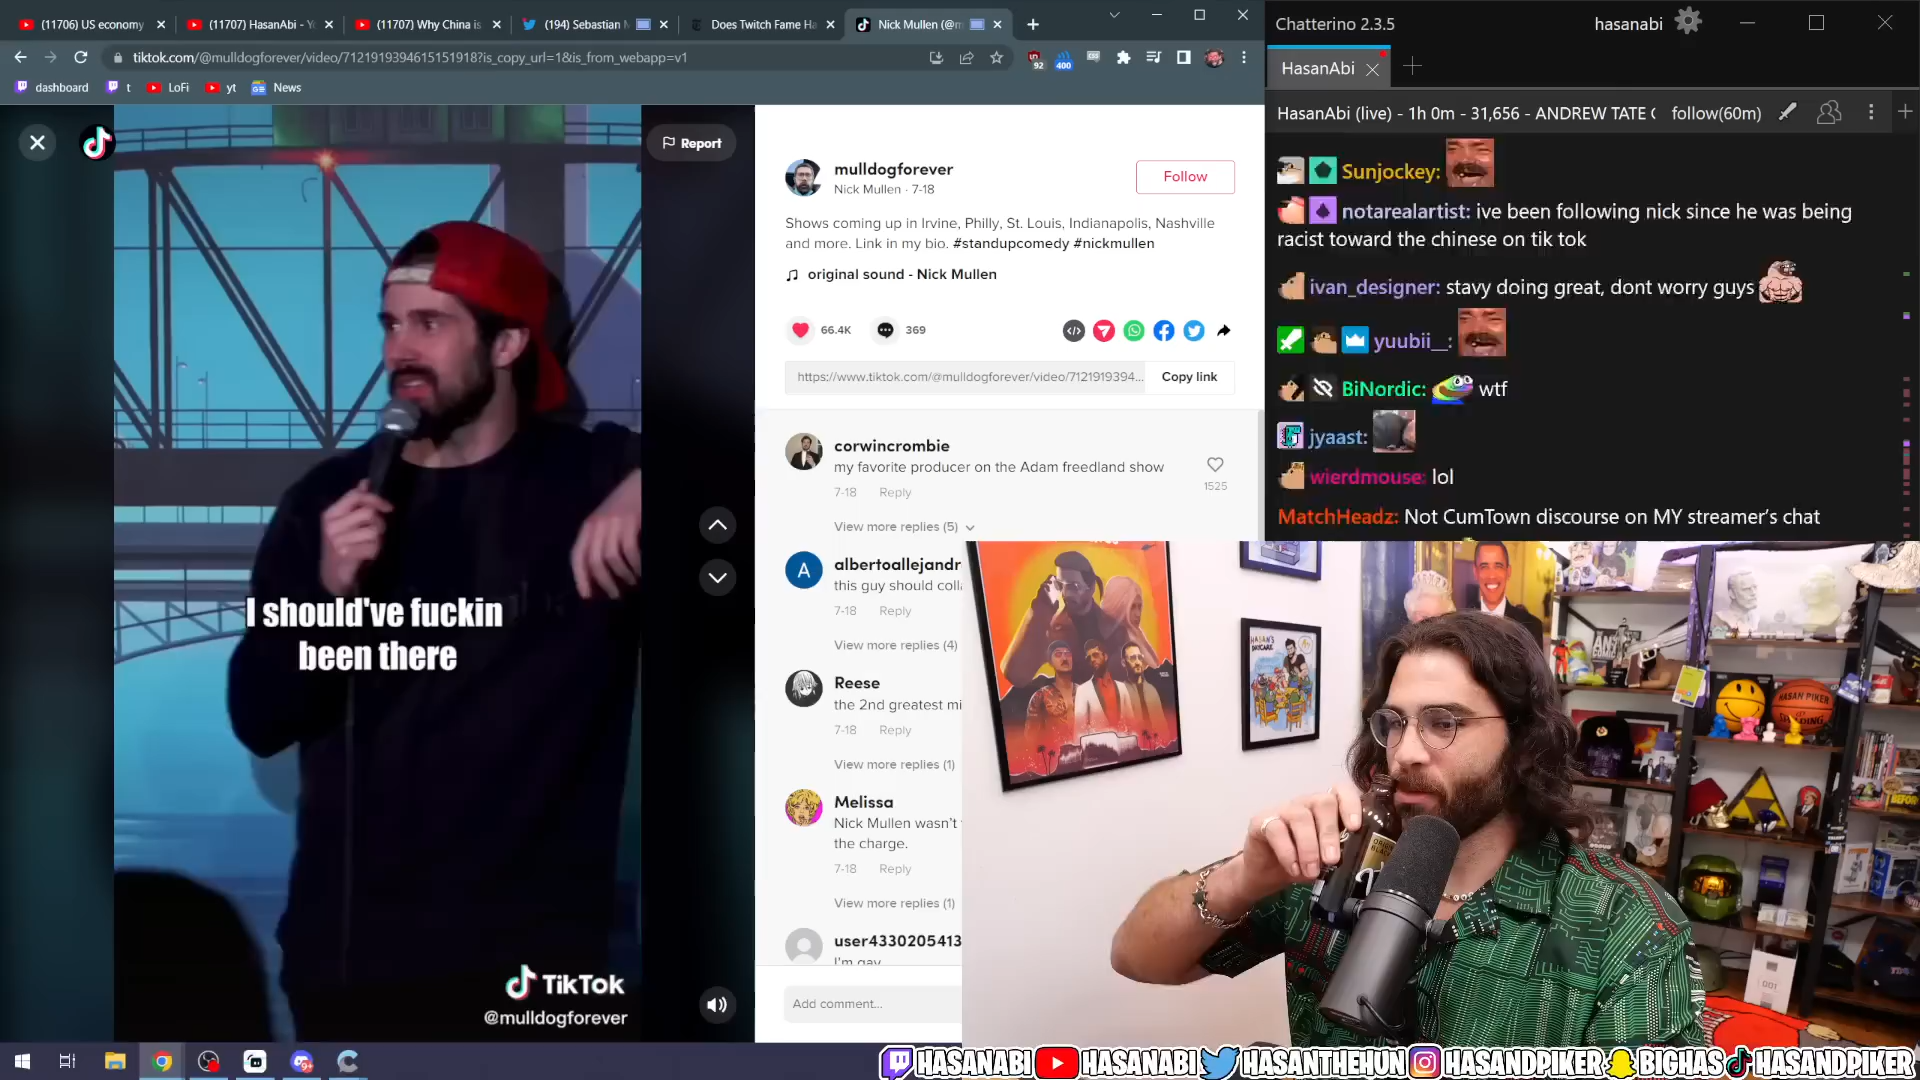 (11706) US economy
(11707) HasanAbi - Y
(11707) Why China is
(194) Sebastian
Does Twitch Fame Ha
Nick Mullen (@m
tiktok.com/@mulldogforever/video/7121919394615151918?is_copy_url=1&is_from_webapp=v1
92
400
dashboard
t
LoFi
yt
News
Report
I should've fuckin
been there
TikTok
@mulldogforever
mulldogforever
Nick Mullen · 7-18
Follow
Shows coming up in Irvine, Philly, St. Louis, Indianapolis, Nashville
and more. Link in my bio. #standupcomedy #nickmullen
original sound - Nick Mullen
66.4K
369
https://www.tiktok.com/@mulldogforever/video/7121919394...
Copy link
corwincrombie
my favorite producer on the Adam freedland show
1525
7-18 Reply
View more replies (5)
A
albertoallejandr
this guy should coll
7-18 Reply
View more replies (4)
Reese
the 2nd greatest mi
7-18 Reply
View more replies (1)
Melissa
Nick Mullen wasn't
the charge.
7-18 Reply
View more replies (1)
user4330205413
I'm gay
Add comment...
Chatterino 2.3.5
hasanabi
HasanAbi
HasanAbi (live) - 1h 0m - 31,656 - ANDREW TATE
follow(60m)
Sunjockey:
notarealartist: ive been following nick since he was being
racist toward the chinese on tik tok
ivan_designer: stavy doing great, dont worry guys
yuubii__:
BiNordic: wtf
jyaast:
wierdmouse: lol
MatchHeadz: Not CumTown discourse on MY streamer's chat
HASAN PIKER
HASANABI
HASANABI
HASANTHEHUN
HASANDPIKER
BIGHAS
HASANDPIKER